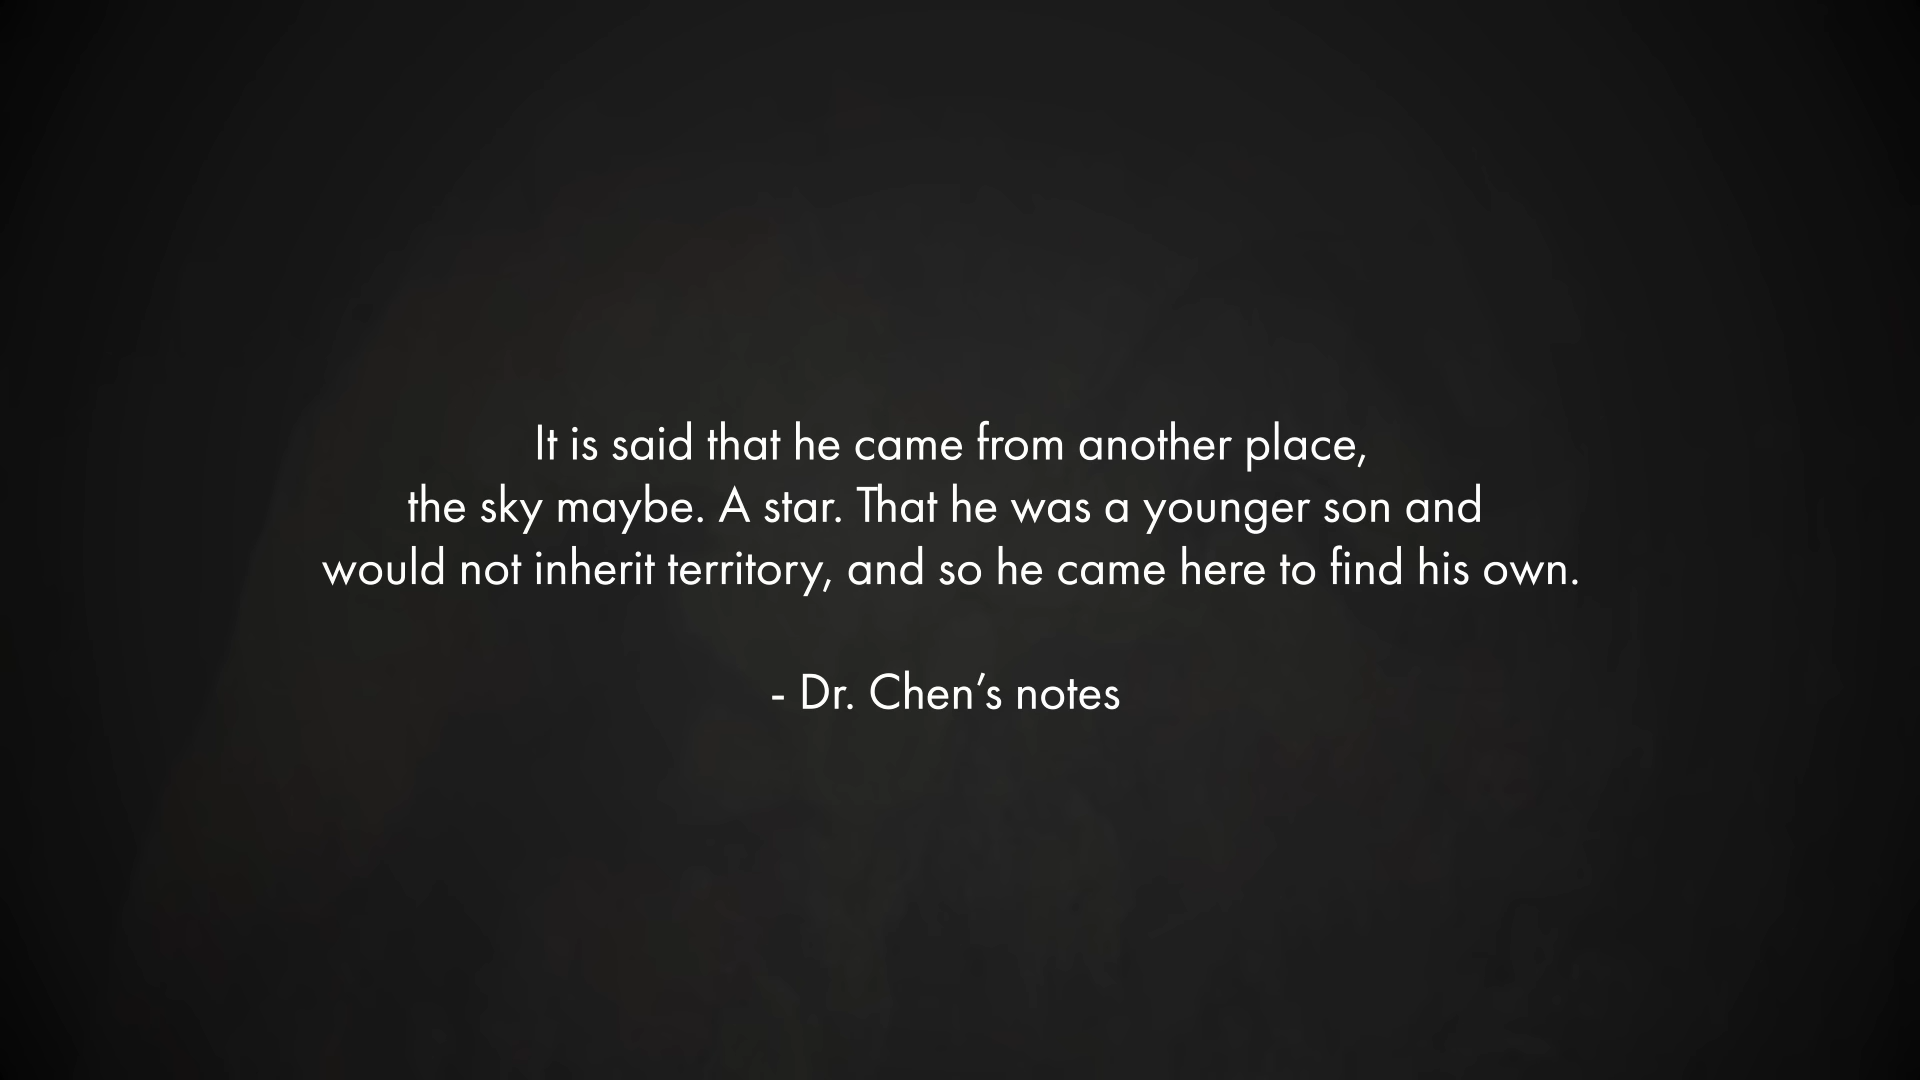 It is said that he came from another place,
the sky maybe. A star. That he was a younger son and
would not inherit territory, and so he came here to find his own.
- Dr. Chen’s notes